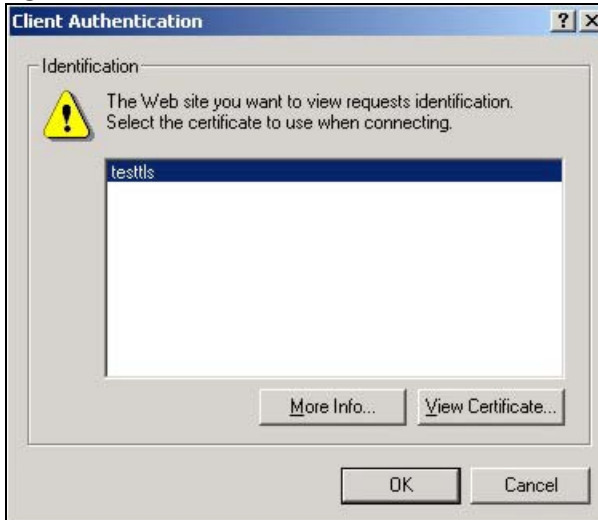 Client Authentication
Identification
The Web site you want to view requests identification.
Select the certificate to use when connecting.
testtls
More Info...
View Certificate...
OK
Cancel